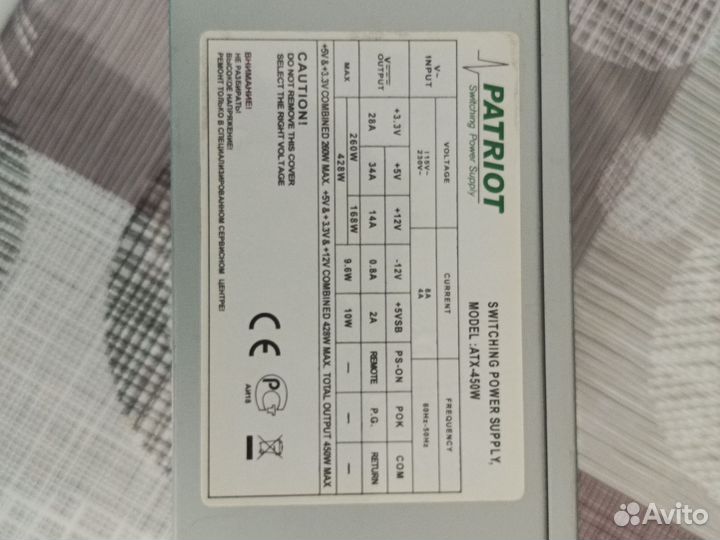 PATRIOT
Switching Power Supply
SWITCHING POWER SUPPLY,
MODEL :ATX-450W
V~ INPUT VOLTAGE CURRENT FREQUENCY
115V~ 230V~ 8A 4A 60Hz-50Hz
V⎓ OUTPUT +3.3V +5V +12V -12V +5VSB PS-ON POK COM
28A 34A 14A 0.8A 2A REMOTE P.G. RETURN
MAX 260W 168W 9.6W 10W — — —
428W
+5V & +3.3V COMBINED 260W MAX. +5V & +3.3V & +12V COMBINED 428W MAX. TOTAL OUTPUT 450W MAX
CAUTION!
DO NOT REMOVE THIS COVER
SELECT THE RIGHT VOLTAGE
ВНИМАНИЕ!
НЕ РАЗБИРАТЬ!
ВЫСОКОЕ НАПРЯЖЕНИЕ!
РЕМОНТ ТОЛЬКО В СПЕЦИАЛИЗИРОВАННОМ СЕРВИСНОМ ЦЕНТРЕ!
CE
РС
АИ18
Avito